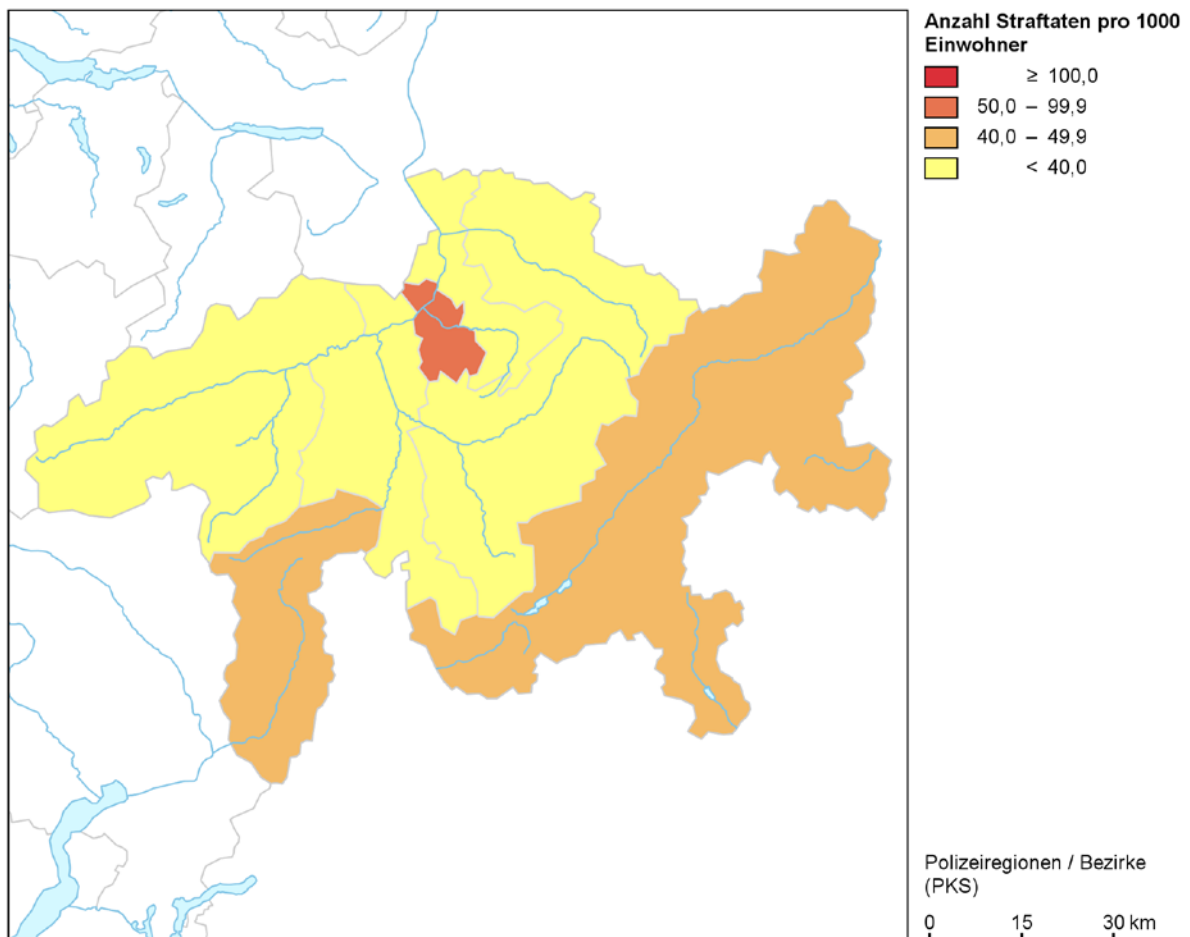 Anzahl Straftaten pro 1000
Einwohner
≥ 100,0
50,0 – 99,9
40,0 – 49,9
< 40,0
Polizeiregionen / Bezirke
(PKS)
0 15 30 km